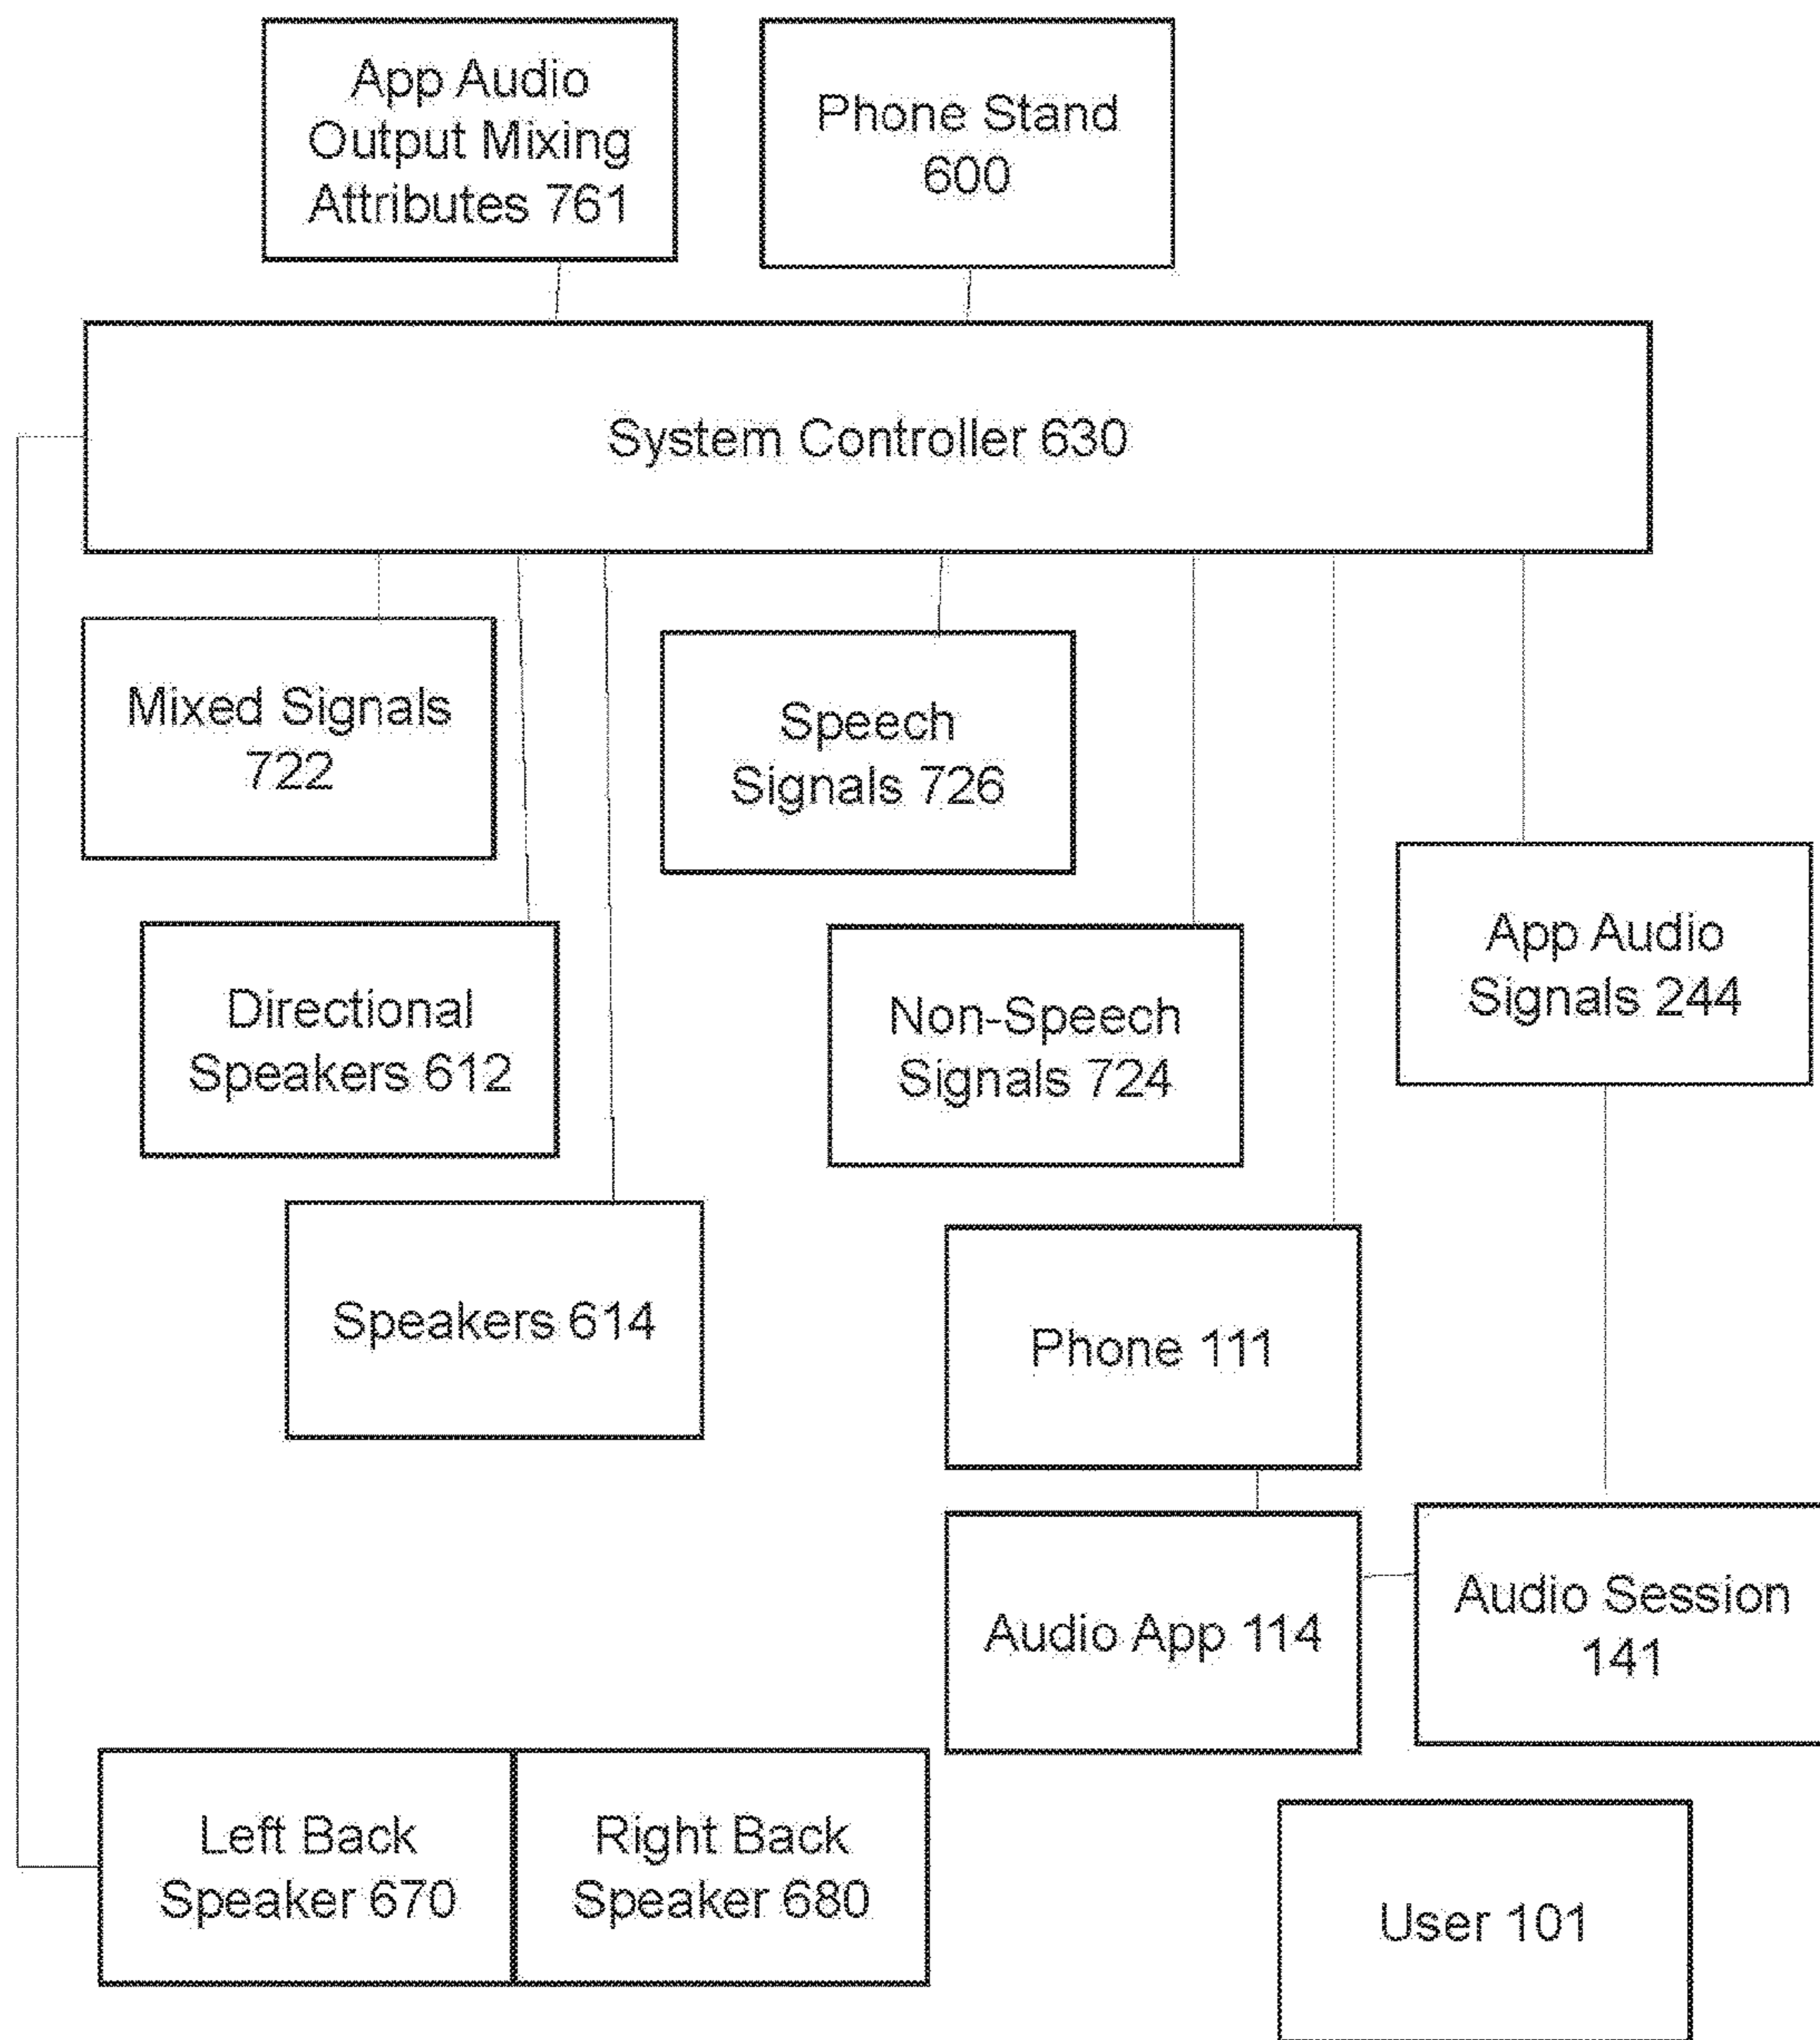 App Audio
Output Mixing
Attributes 761
Phone Stand
600
System Controller 630
Mixed Signals
722
Speech
Signals 726
App Audio
Signals 244
Directional
Speakers 612
Non-Speech
Signals 724
Speakers 614
Phone 111
Audio App 114
Audio Session
141
Left Back
Speaker 670
Right Back
Speaker 680
User 101